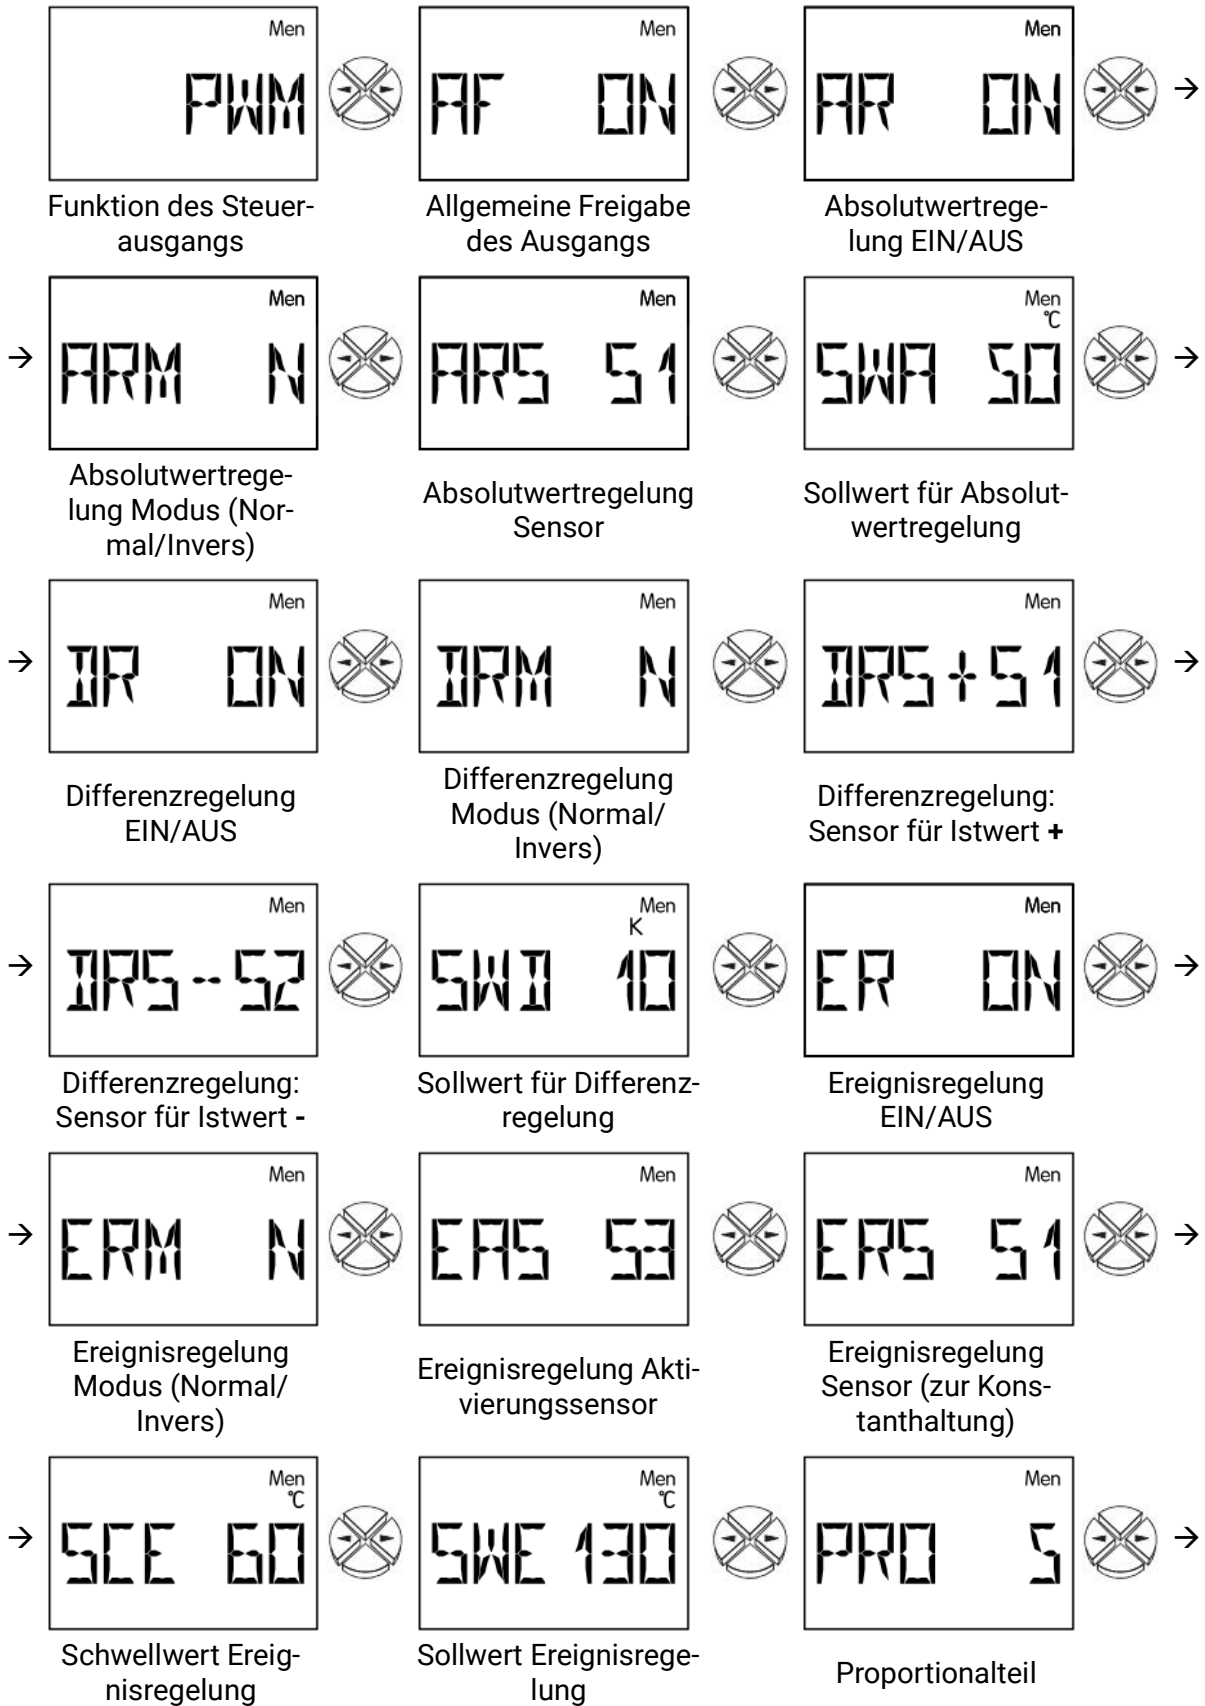 Men Men Men
PWM AF ON AR ON →
Funktion des Steuer- Allgemeine Freigabe Absolutwertrege-
ausgangs des Ausgangs lung EIN/AUS
Men Men Men
°C
→ ARM N ARS S1 SWA 50 →
Absolutwertrege-
lung Modus (Nor- Absolutwertregelung Sollwert für Absolut-
mal/Invers) Sensor wertregelung
Men Men Men
→ DR ON DRM N DRS+S1 →
Differenzregelung Differenzregelung Differenzregelung:
EIN/AUS Modus (Normal/ Sensor für Istwert +
Invers)
Men Men Men
K
→ DRS-S2 SWD 10 ER ON →
Differenzregelung: Sollwert für Differenz- Ereignisregelung
Sensor für Istwert - regelung EIN/AUS
Men Men Men
→ ERM N EAS S3 ERS S1 →
Ereignisregelung Ereignisregelung Akti- Ereignisregelung
Modus (Normal/ vierungssensor Sensor (zur Kons-
Invers) tanthaltung)
Men Men Men
°C °C
→ SCE 60 SWE 130 PRO 5 →
Schwellwert Ereig- Sollwert Ereignisrege- Proportionalteil
nisregelung lung